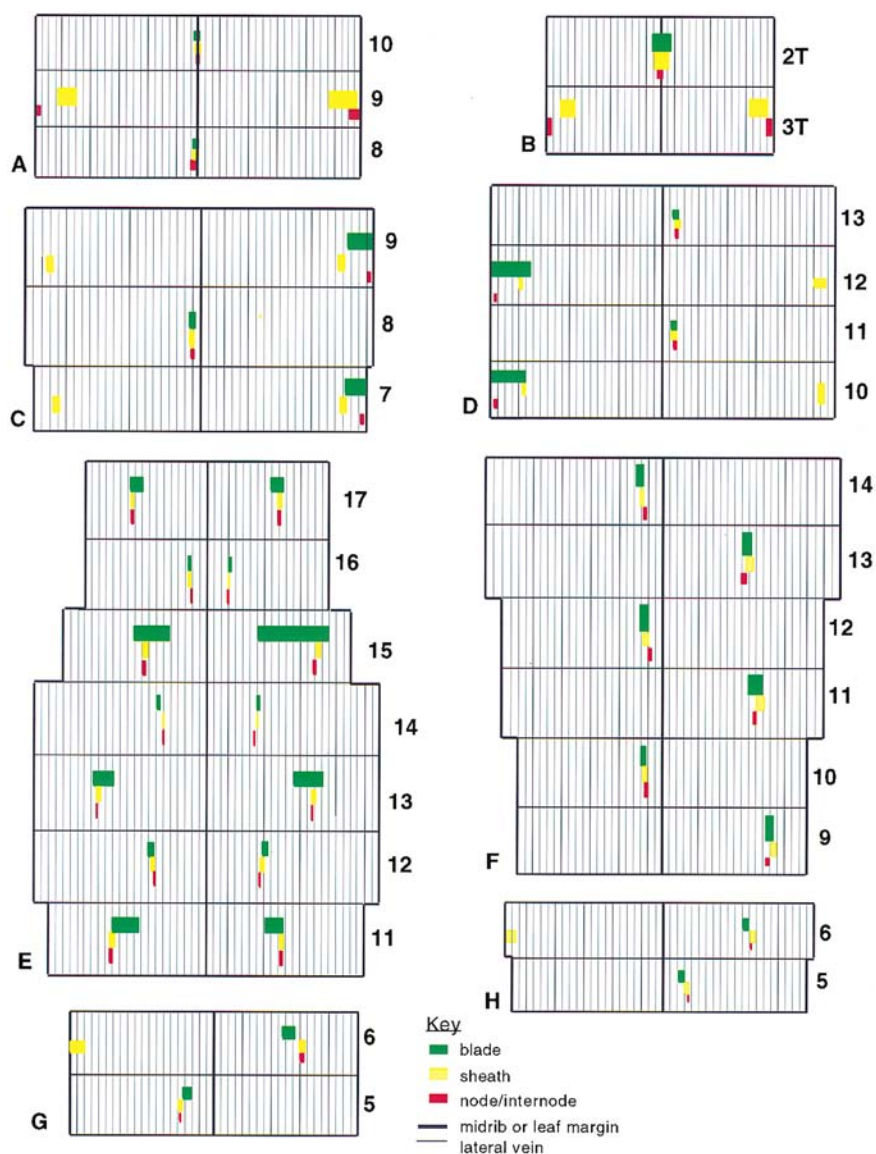 10
9
8
A
2T
3T
B
9
8
7
C
13
12
11
10
D
17
16
15
14
13
12
11
E
14
13
12
11
10
9
F
6
5
H
6
5
G
Key
blade
sheath
node/internode
midrib or leaf margin
lateral vein